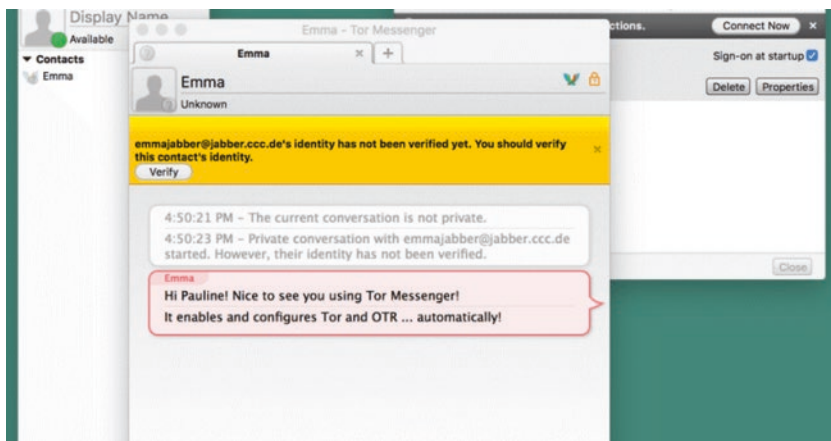 Display Name
Available
Contacts
Emma
Emma - Tor Messenger
Emma
Emma
Unknown
emmajabber@jabber.ccc.de's identity has not been verified yet. You should verify
this contact's identity.
Verify
4:50:21 PM – The current conversation is not private.
4:50:23 PM – Private conversation with emmajabber@jabber.ccc.de
started. However, their identity has not been verified.
Emma
Hi Pauline! Nice to see you using Tor Messenger!
It enables and configures Tor and OTR ... automatically!
ctions.
Connect Now
Sign-on at startup
Delete
Properties
Close